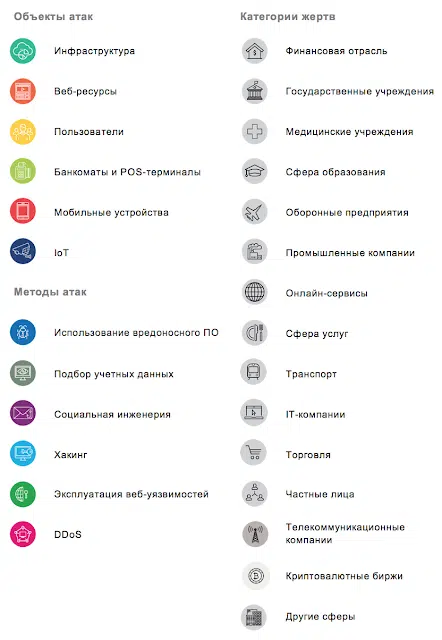 Объекты атак
Инфраструктура
Веб-ресурсы
Пользователи
Банкоматы и POS-терминалы
Мобильные устройства
IoT
Методы атак
Использование вредоносного ПО
Подбор учетных данных
Социальная инженерия
Хакинг
Эксплуатация веб-уязвимостей
DDoS
Категории жертв
Финансовая отрасль
Государственные учреждения
Медицинские учреждения
Сфера образования
Оборонные предприятия
Промышленные компании
Онлайн-сервисы
Сфера услуг
Транспорт
IT-компании
Торговля
Частные лица
Телекоммуникационные
компании
Криптовалютные биржи
Другие сферы